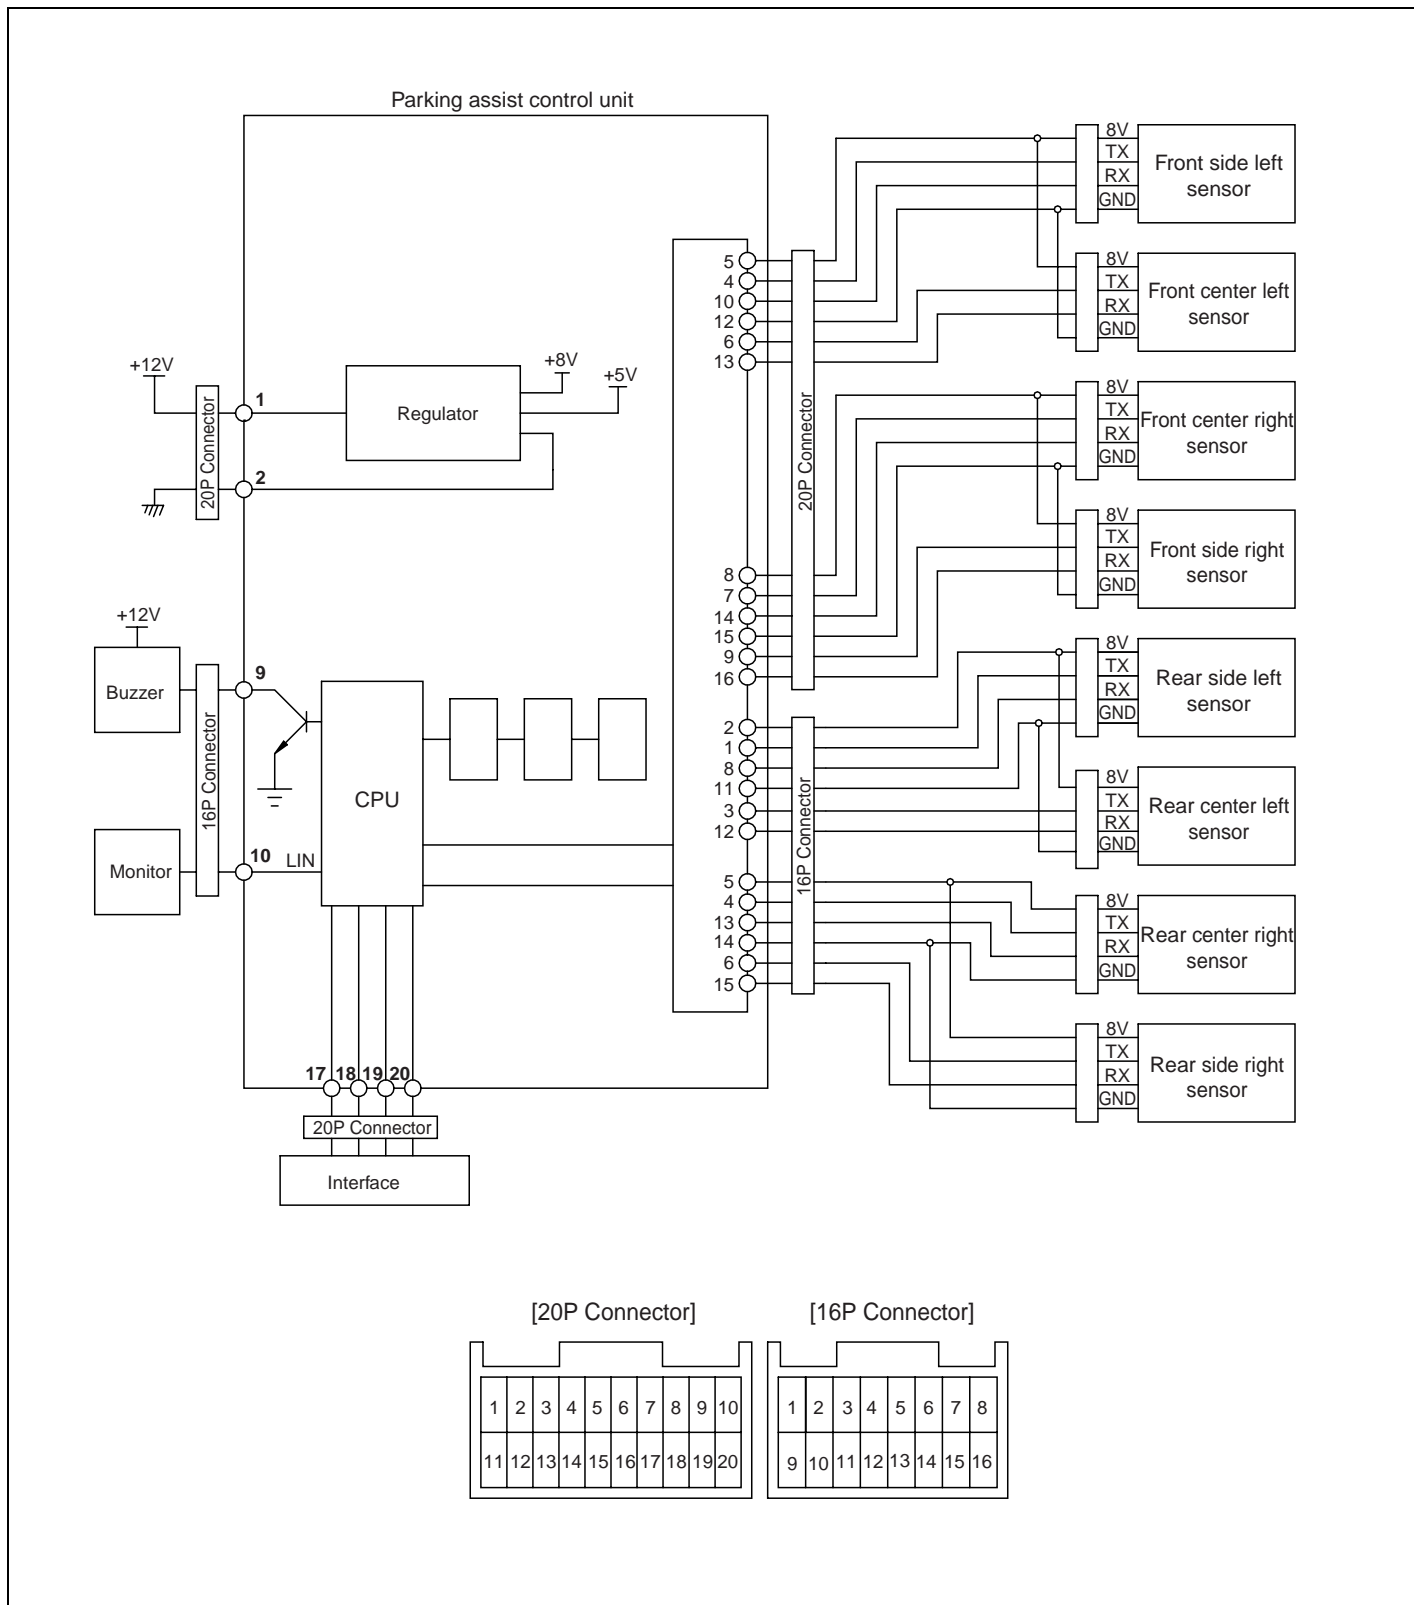 Parking assist control unit
+12V
20P Connector
1
2
Regulator
+8V
+5V
+12V
Buzzer
Monitor
16P Connector
9
10
LIN
CPU
17
18
19
20
20P Connector
Interface
5
4
10
12
6
13
8
7
14
15
9
16
20P Connector
2
1
8
11
3
12
5
4
13
14
6
15
16P Connector
8V
TX
RX
GND
Front side left
sensor
8V
TX
RX
GND
Front center left
sensor
8V
TX
RX
GND
Front center right
sensor
8V
TX
RX
GND
Front side right
sensor
8V
TX
RX
GND
Rear side left
sensor
8V
TX
RX
GND
Rear center left
sensor
8V
TX
RX
GND
Rear center right
sensor
8V
TX
RX
GND
Rear side right
sensor
[20P Connector]
1 2 3 4 5 6 7 8 9 10
11 12 13 14 15 16 17 18 19 20
[16P Connector]
1 2 3 4 5 6 7 8
9 10 11 12 13 14 15 16